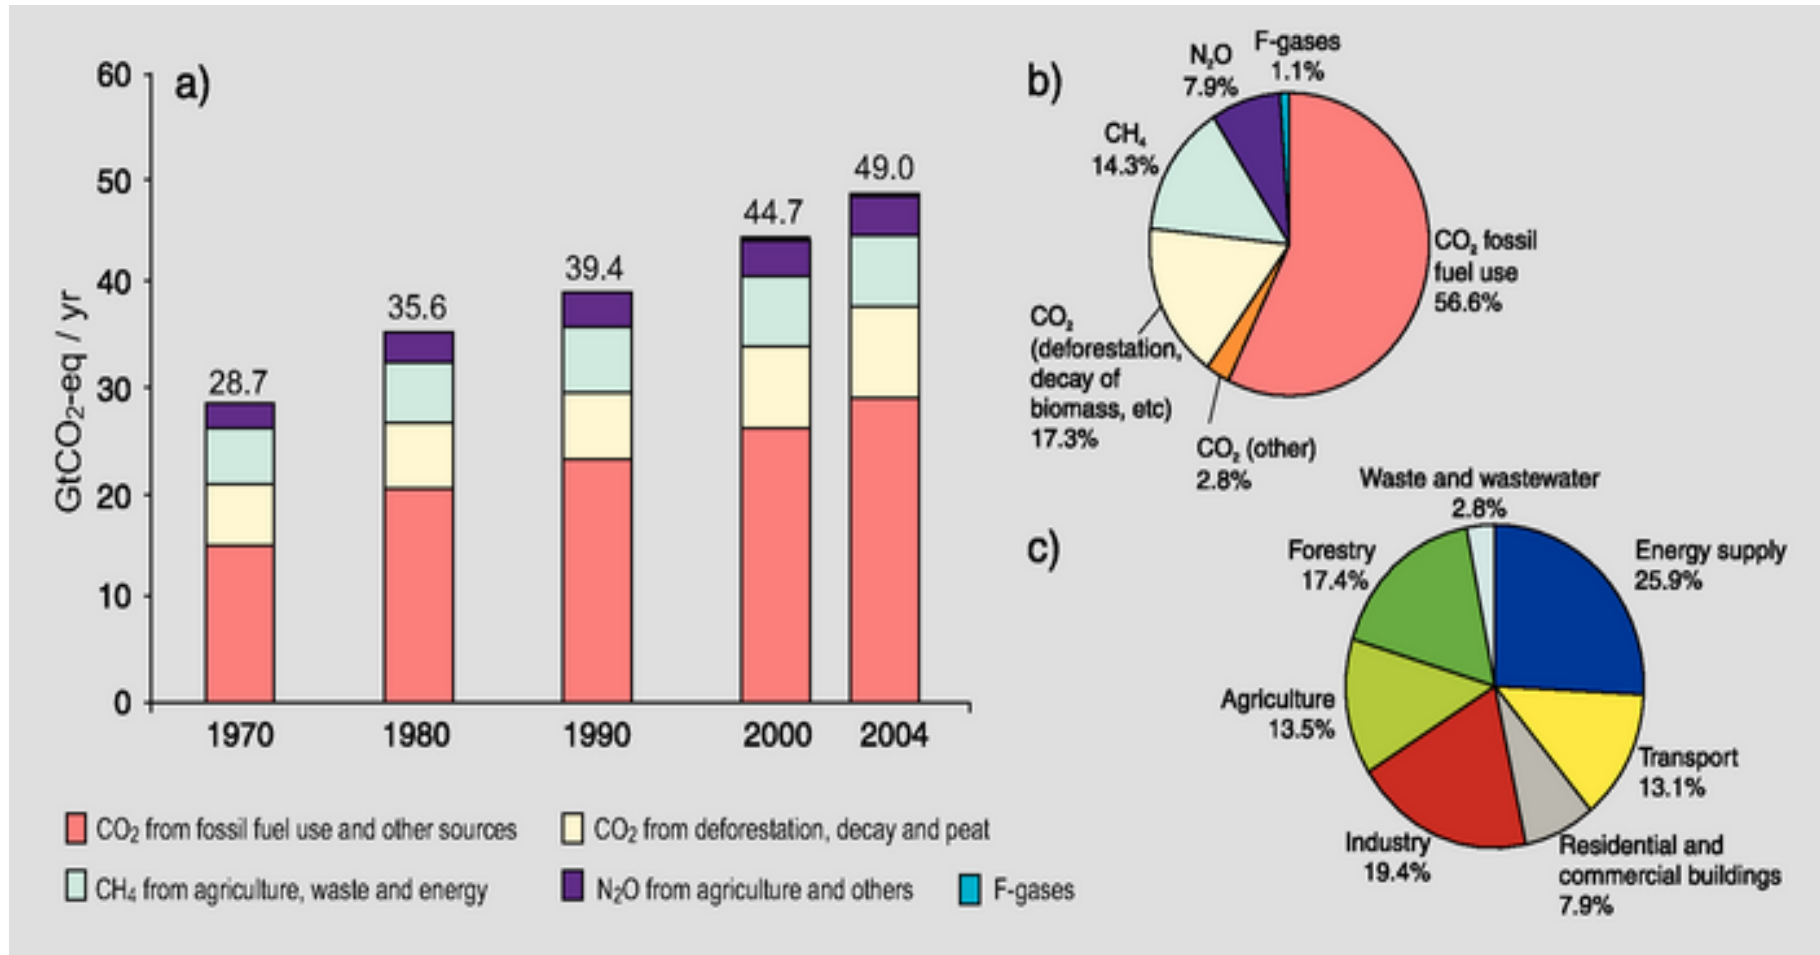 a)
60
50
40
30
20
10
0
GtCO₂-eq / yr
28.7
35.6
39.4
44.7
49.0
1970
1980
1990
2000
2004
CO₂ from fossil fuel use and other sources
CO₂ from deforestation, decay and peat
CH₄ from agriculture, waste and energy
N₂O from agriculture and others
F-gases
b)
F-gases
1.1%
N₂O
7.9%
CH₄
14.3%
CO₂ fossil
fuel use
56.6%
CO₂
(deforestation,
decay of
biomass, etc)
17.3%
CO₂ (other)
2.8%
c)
Waste and wastewater
2.8%
Forestry
17.4%
Energy supply
25.9%
Agriculture
13.5%
Transport
13.1%
Industry
19.4%
Residential and
commercial buildings
7.9%